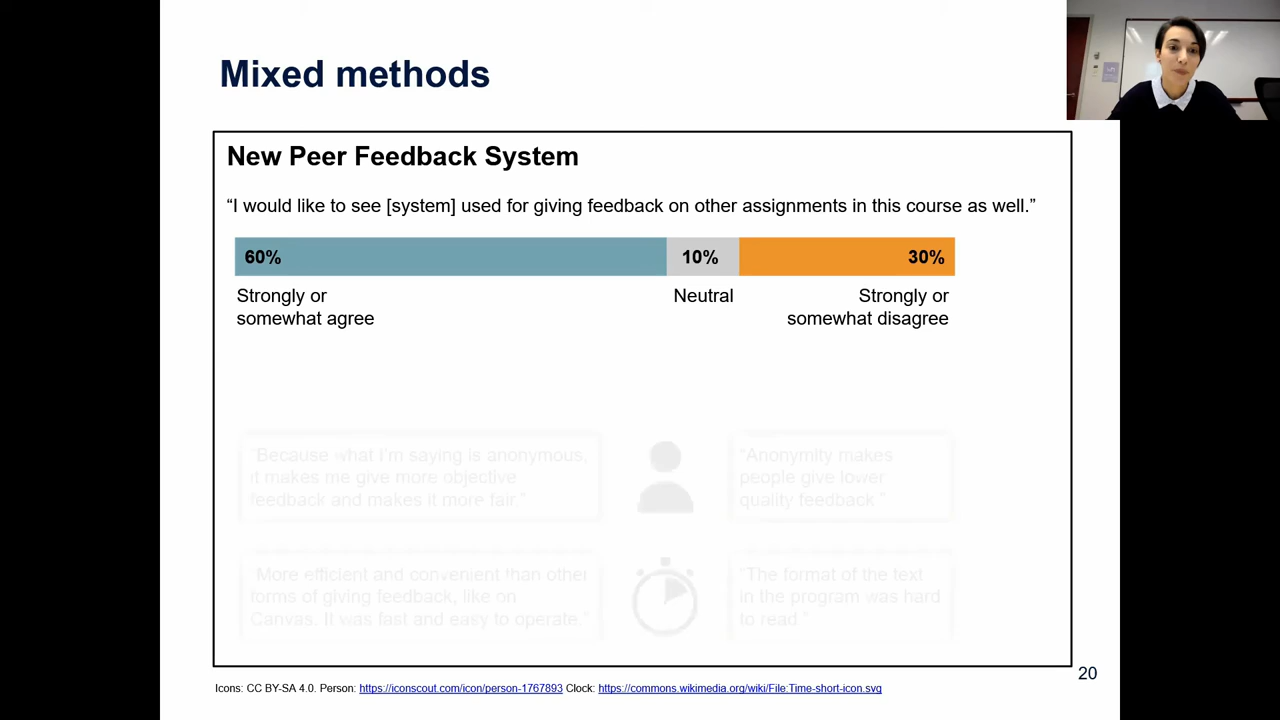 Mixed methods
New Peer Feedback System
“I would like to see [system] used for giving feedback on other assignments in this course as well.”
60%
10%
30%
Strongly or
somewhat agree
Neutral
Strongly or
somewhat disagree
“Because what I’m saying is anonymous,
it makes me give more objective
feedback and makes it more fair.”
“Anonymity makes
people give lower
quality feedback.”
“More efficient and convenient than other
forms of giving feedback, like on
Canvas. It was fast and easy to operate.”
“The format of the text
in the program was hard
to read.”
20
Icons: CC BY-SA 4.0. Person: https://iconscout.com/icon/person-1767893 Clock: https://commons.wikimedia.org/wiki/File:Time-short-icon.svg